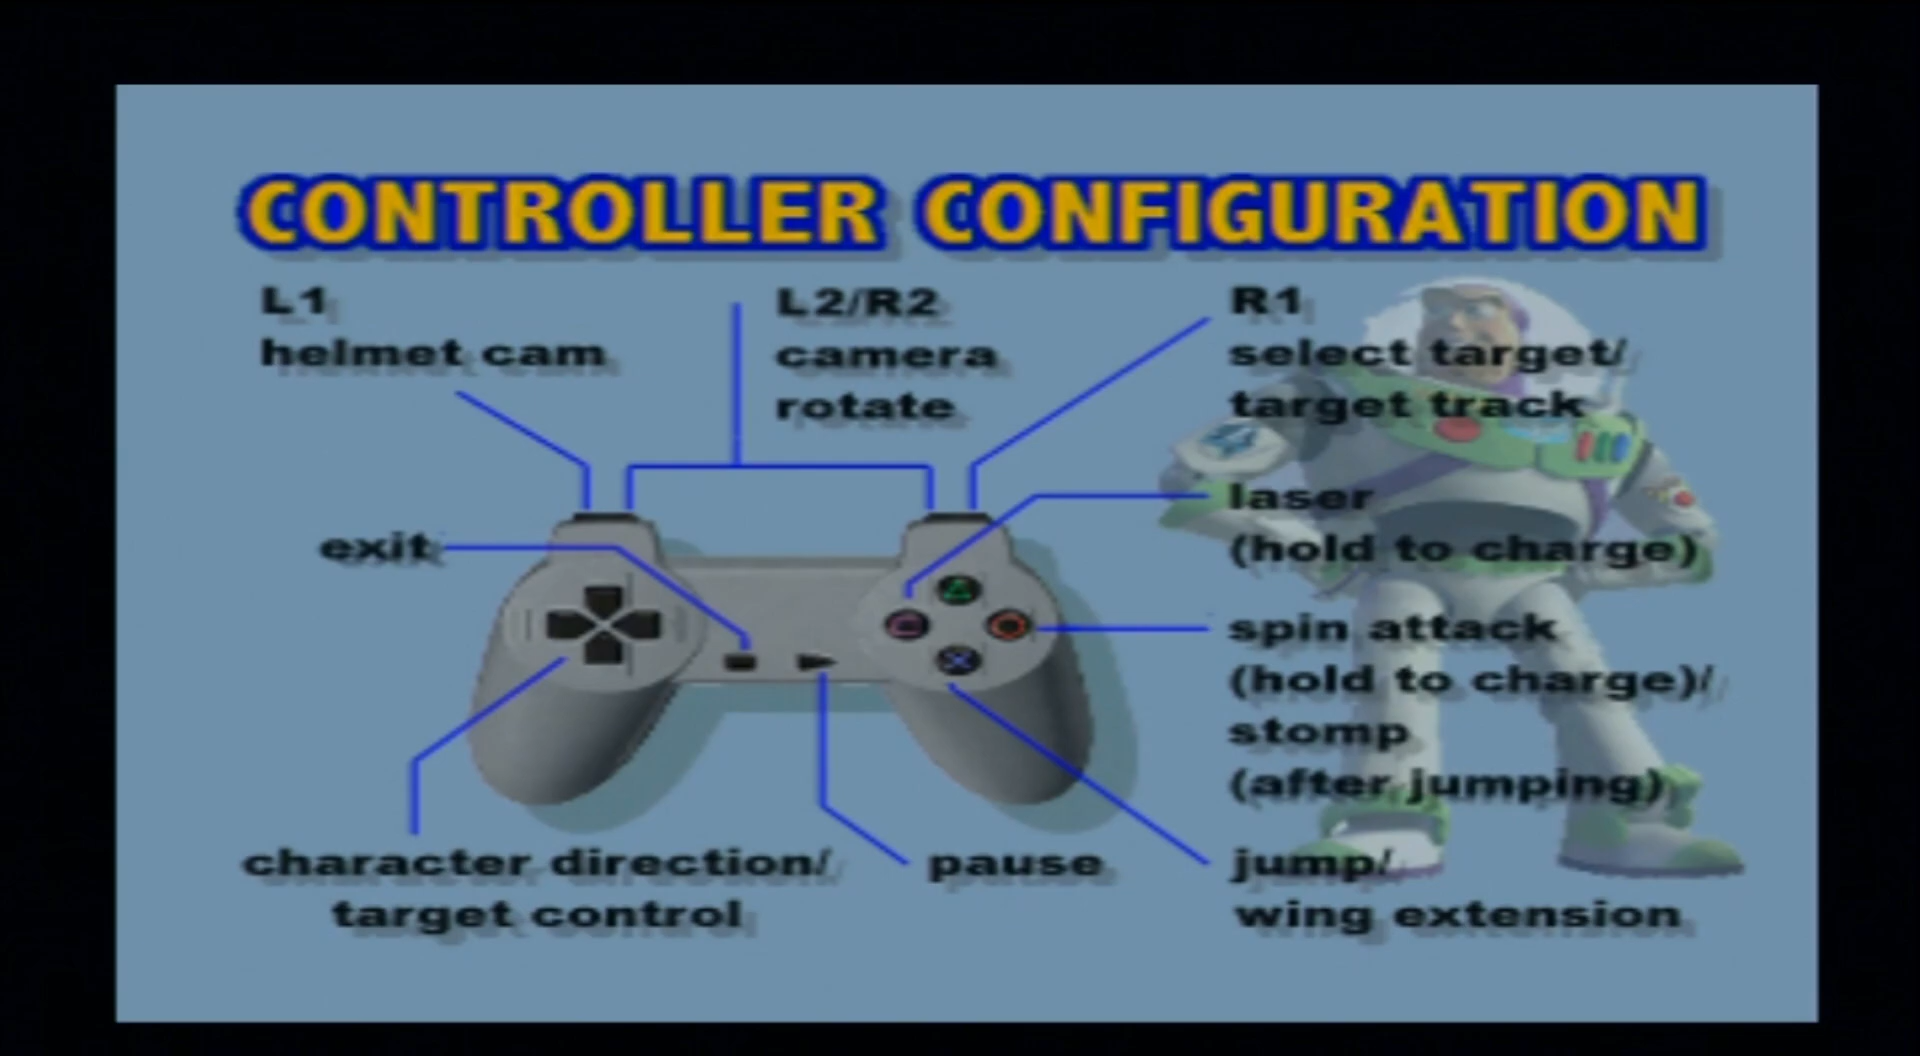 CONTROLLER CONFIGURATION
L1
helmet cam
L2/R2
camera
rotate
R1
select target/
target track
exit
laser
(hold to charge)
spin attack
(hold to charge)/
stomp
(after jumping)
character direction/
target control
pause
jump/
wing extension